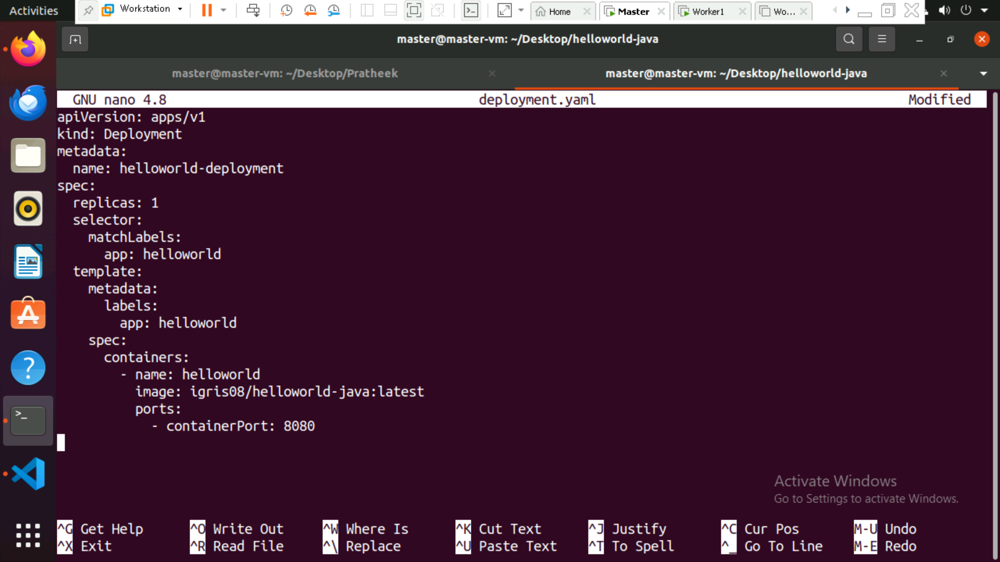 Activities
Workstation
Home
Master
Worker1
Wo...
master@master-vm: ~/Desktop/helloworld-java
master@master-vm: ~/Desktop/Pratheek
master@master-vm: ~/Desktop/helloworld-java
GNU nano 4.8 deployment.yaml Modified
apiVersion: apps/v1
kind: Deployment
metadata:
  name: helloworld-deployment
spec:
  replicas: 1
  selector:
    matchLabels:
      app: helloworld
  template:
    metadata:
      labels:
        app: helloworld
    spec:
      containers:
        - name: helloworld
          image: igris08/helloworld-java:latest
          ports:
            - containerPort: 8080
Activate Windows
Go to Settings to activate Windows.
^G Get Help ^O Write Out ^W Where Is ^K Cut Text ^J Justify ^C Cur Pos M-U Undo
^X Exit ^R Read File ^\ Replace ^U Paste Text ^T To Spell ^_ Go To Line M-E Redo